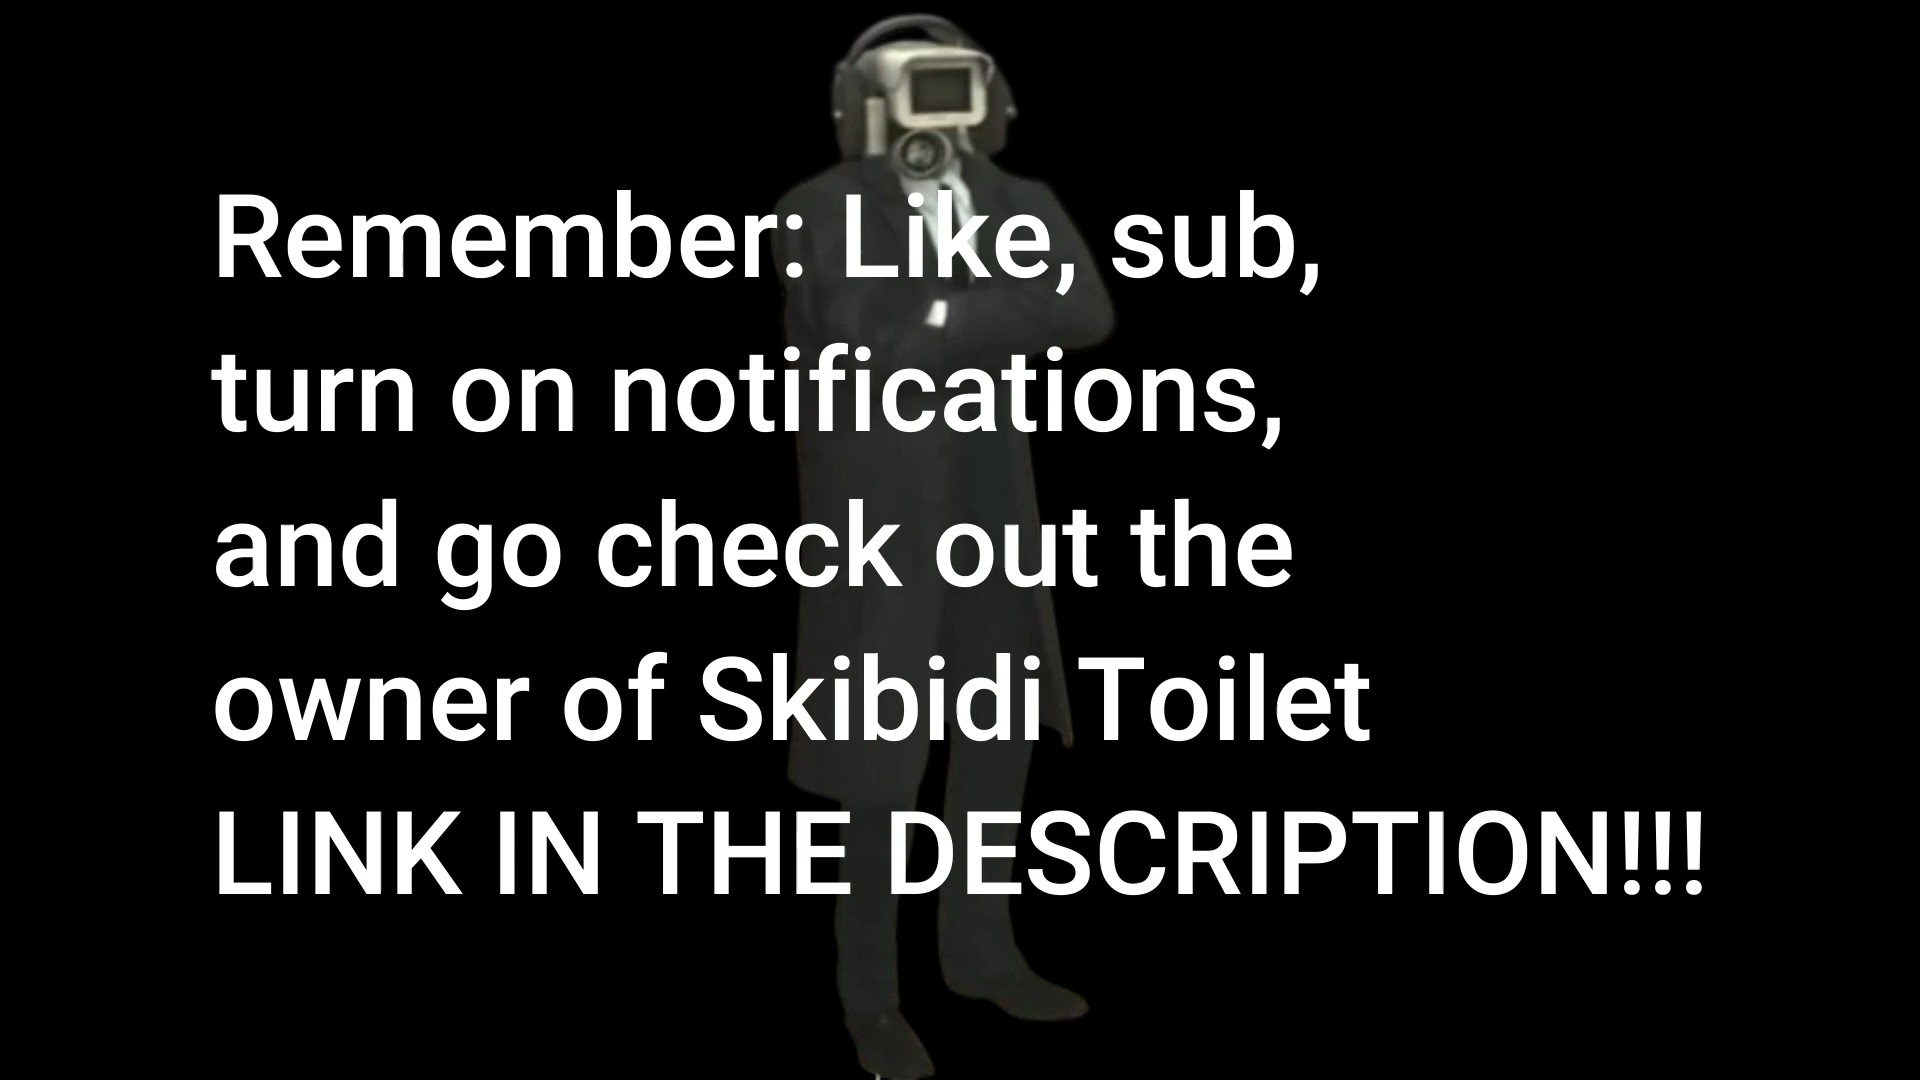 Remember: Like, sub,
turn on notifications,
and go check out the
owner of Skibidi Toilet
LINK IN THE DESCRIPTION!!!